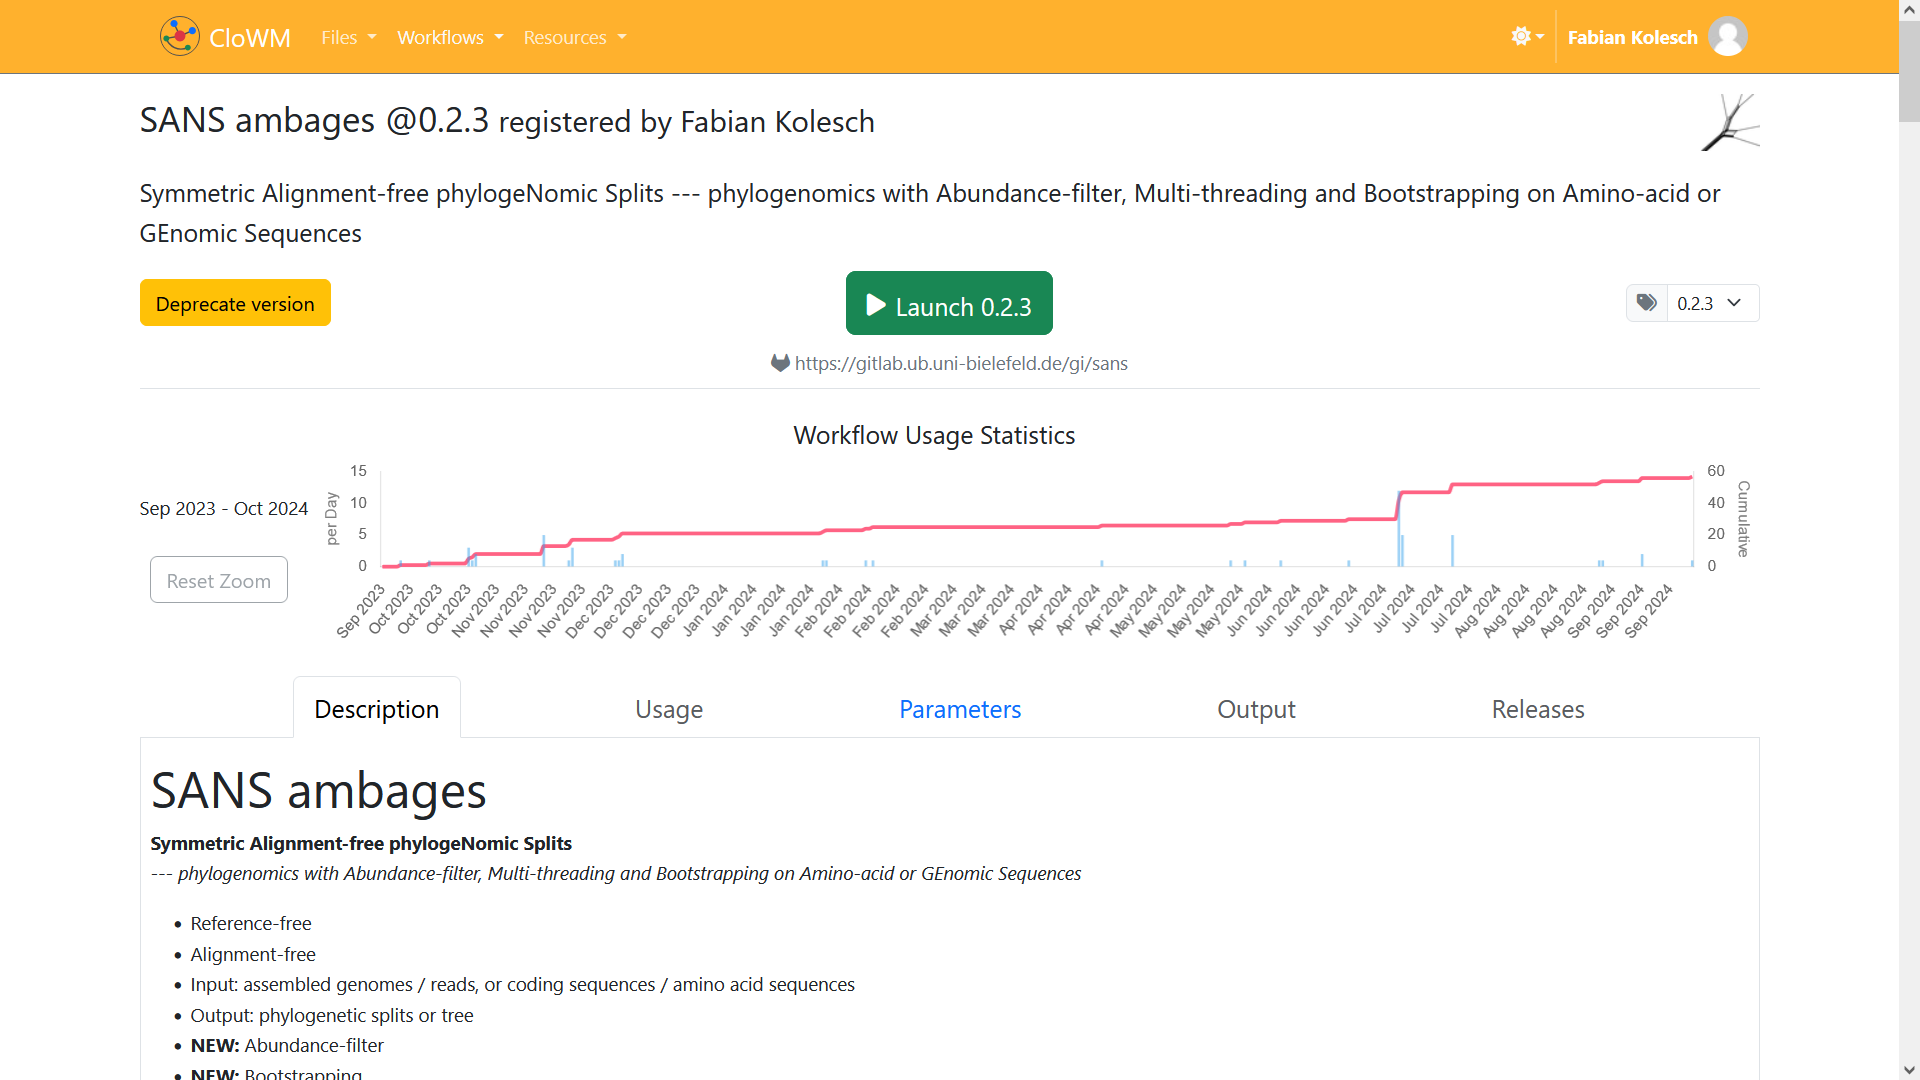 CloWM Files Workflows Resources Fabian Kolesch
SANS ambages @0.2.3 registered by Fabian Kolesch
Symmetric Alignment-free phylogeNomic Splits --- phylogenomics with Abundance-filter, Multi-threading and Bootstrapping on Amino-acid or
GEnomic Sequences
Deprecate version
Launch 0.2.3
0.2.3
https://gitlab.ub.uni-bielefeld.de/gi/sans
Workflow Usage Statistics
Sep 2023 - Oct 2024
Reset Zoom
per Day
15
10
5
0
60
40
20
0
Cumulative
Sep 2023 Oct 2023 Oct 2023 Oct 2023 Nov 2023 Nov 2023 Nov 2023 Nov 2023 Dec 2023 Dec 2023 Dec 2023 Dec 2023 Jan 2024 Jan 2024 Jan 2024 Jan 2024 Feb 2024 Feb 2024 Feb 2024 Feb 2024 Mar 2024 Mar 2024 Mar 2024 Apr 2024 Apr 2024 Apr 2024 Apr 2024 May 2024 May 2024 May 2024 May 2024 Jun 2024 Jun 2024 Jun 2024 Jun 2024 Jul 2024 Jul 2024 Jul 2024 Jul 2024 Aug 2024 Aug 2024 Aug 2024 Aug 2024 Sep 2024 Sep 2024 Sep 2024
Description Usage Parameters Output Releases
SANS ambages
Symmetric Alignment-free phylogeNomic Splits
--- phylogenomics with Abundance-filter, Multi-threading and Bootstrapping on Amino-acid or GEnomic Sequences
• Reference-free
• Alignment-free
• Input: assembled genomes / reads, or coding sequences / amino acid sequences
• Output: phylogenetic splits or tree
• NEW: Abundance-filter
• NEW: Bootstrapping